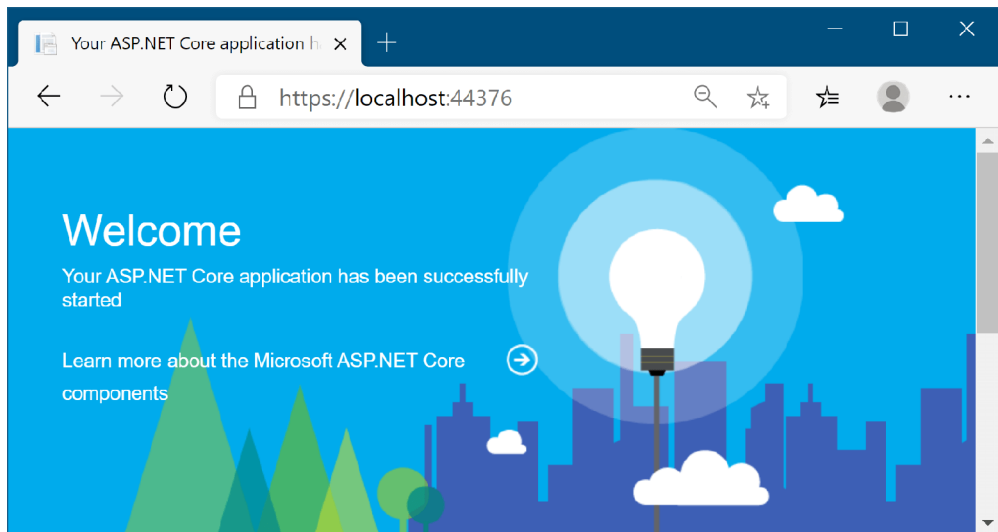 Your ASP.NET Core application h
https://localhost:44376
Welcome
Your ASP.NET Core application has been successfully
started
Learn more about the Microsoft ASP.NET Core
components